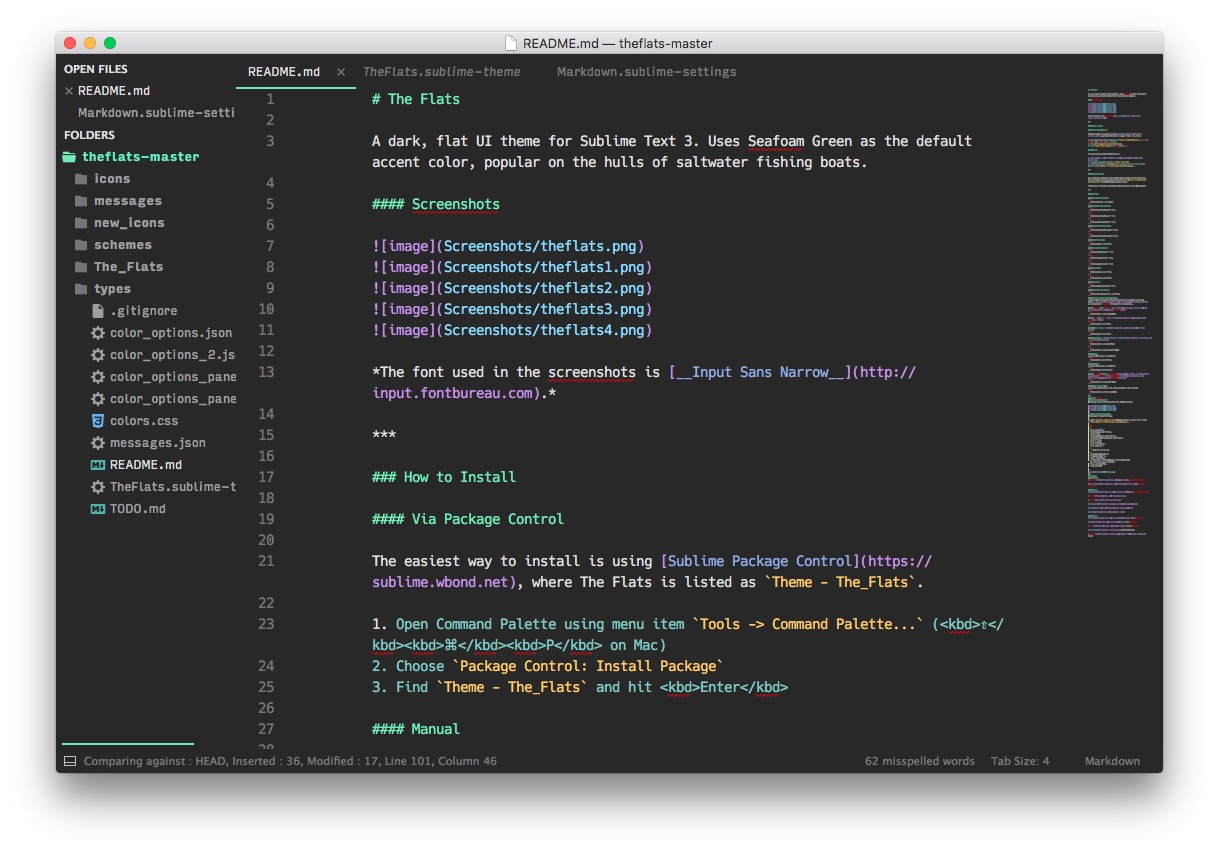 README.md — theflats-master
OPEN FILES
README.md
Markdown.sublime-setti
FOLDERS
theflats-master
icons
messages
new_icons
schemes
The_Flats
types
.gitignore
color_options.json
color_options_2.js
color_options_pane
color_options_pane
colors.css
messages.json
README.md
TheFlats.sublime-t
TODO.md
README.md × TheFlats.sublime-theme Markdown.sublime-settings
1 # The Flats
2
3 A dark, flat UI theme for Sublime Text 3. Uses Seafoam Green as the default
accent color, popular on the hulls of saltwater fishing boats.
4
5 #### Screenshots
6
7 ![image](Screenshots/theflats.png)
8 ![image](Screenshots/theflats1.png)
9 ![image](Screenshots/theflats2.png)
10 ![image](Screenshots/theflats3.png)
11 ![image](Screenshots/theflats4.png)
12
13 *The font used in the screenshots is [__Input Sans Narrow__](http://
input.fontbureau.com).*
14
15 ***
16
17 ### How to Install
18
19 #### Via Package Control
20
21 The easiest way to install is using [Sublime Package Control](https://
sublime.wbond.net), where The Flats is listed as `Theme - The_Flats`.
22
23 1. Open Command Palette using menu item `Tools -> Command Palette...` (<kbd>⇧</
kbd><kbd>⌘</kbd><kbd>P</kbd> on Mac)
24 2. Choose `Package Control: Install Package`
25 3. Find `Theme - The_Flats` and hit <kbd>Enter</kbd>
26
27 #### Manual
28
Comparing against : HEAD, Inserted : 36, Modified : 17, Line 101, Column 46
62 misspelled words Tab Size: 4 Markdown